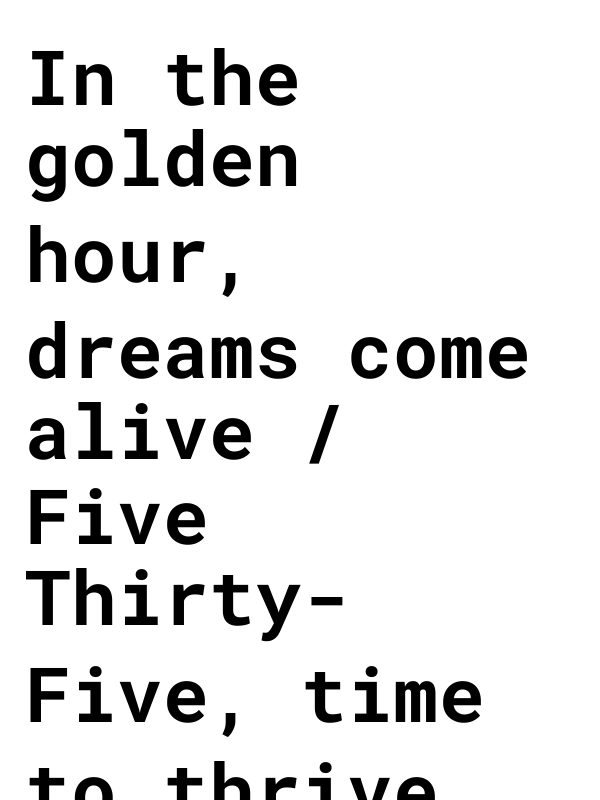 In the
golden
hour,
dreams come
alive /
Five
Thirty-
Five, time
to thrive